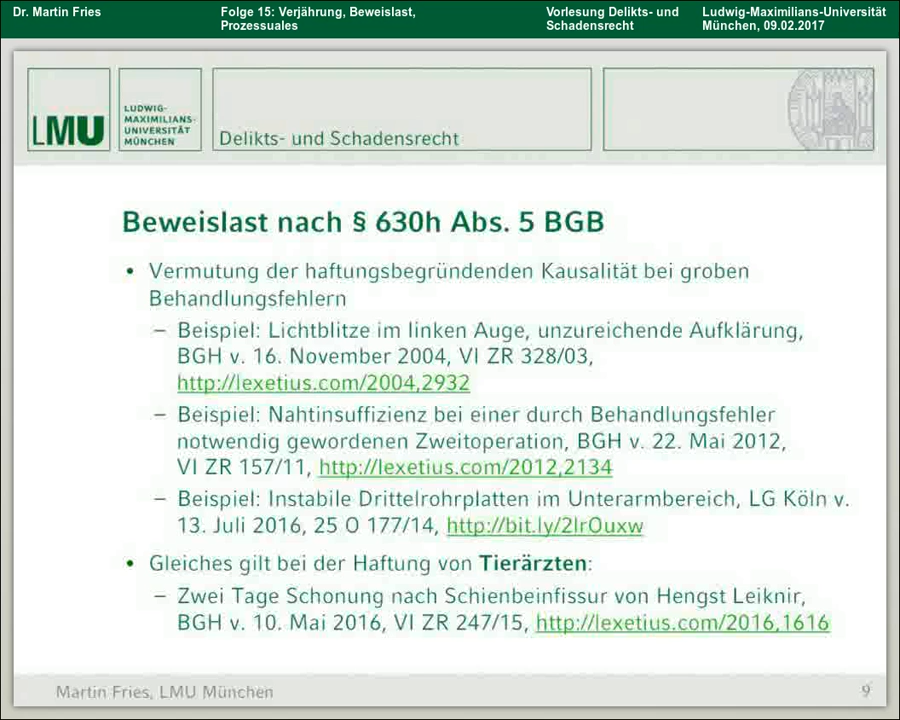 Dr. Martin Fries
Folge 15: Verjährung, Beweislast,
Prozessuales
Vorlesung Delikts- und
Schadensrecht
Ludwig-Maximilians-Universität
München, 09.02.2017
LMU
LUDWIG-
MAXIMILIANS-
UNIVERSITÄT
MÜNCHEN
Delikts- und Schadensrecht
Beweislast nach § 630h Abs. 5 BGB
• Vermutung der haftungsbegründenden Kausalität bei groben
Behandlungsfehlern
– Beispiel: Lichtblitze im linken Auge, unzureichende Aufklärung,
BGH v. 16. November 2004, VI ZR 328/03,
http://lexetius.com/2004,2932
– Beispiel: Nahtinsuffizienz bei einer durch Behandlungsfehler
notwendig gewordenen Zweitoperation, BGH v. 22. Mai 2012,
VI ZR 157/11, http://lexetius.com/2012,2134
– Beispiel: Instabile Drittelrohrplatten im Unterarmbereich, LG Köln v.
13. Juli 2016, 25 O 177/14, http://bit.ly/2lrOuxw
• Gleiches gilt bei der Haftung von Tierärzten:
– Zwei Tage Schonung nach Schienbeinfissur von Hengst Leiknir,
BGH v. 10. Mai 2016, VI ZR 247/15, http://lexetius.com/2016,1616
Martin Fries, LMU München
9